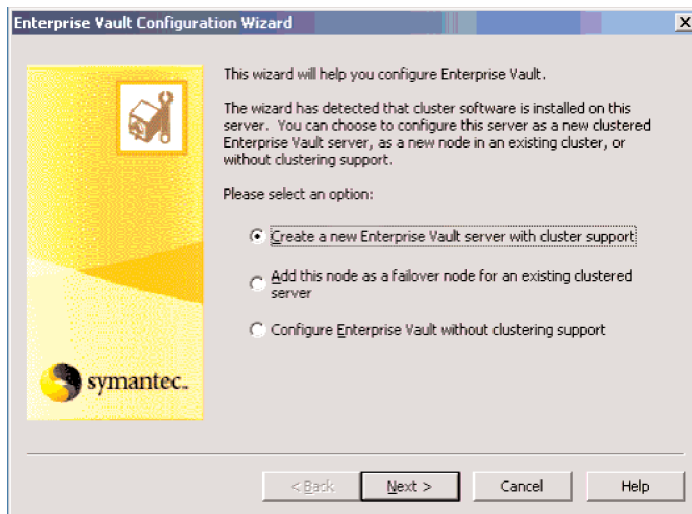 Enterprise Vault Configuration Wizard
This wizard will help you configure Enterprise Vault.
The wizard has detected that cluster software is installed on this
server. You can choose to configure this server as a new clustered
Enterprise Vault server, as a new node in an existing cluster, or
without clustering support.
Please select an option:
Create a new Enterprise Vault server with cluster support
Add this node as a failover node for an existing clustered
server
Configure Enterprise Vault without clustering support
symantec.
< Back
Next >
Cancel
Help